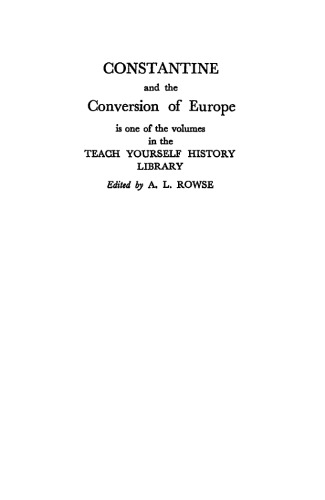 CONSTANTINE
and the
Conversion of Europe
is one of the volumes
in the
TEACH YOURSELF HISTORY
LIBRARY
Edited by A. L. ROWSE